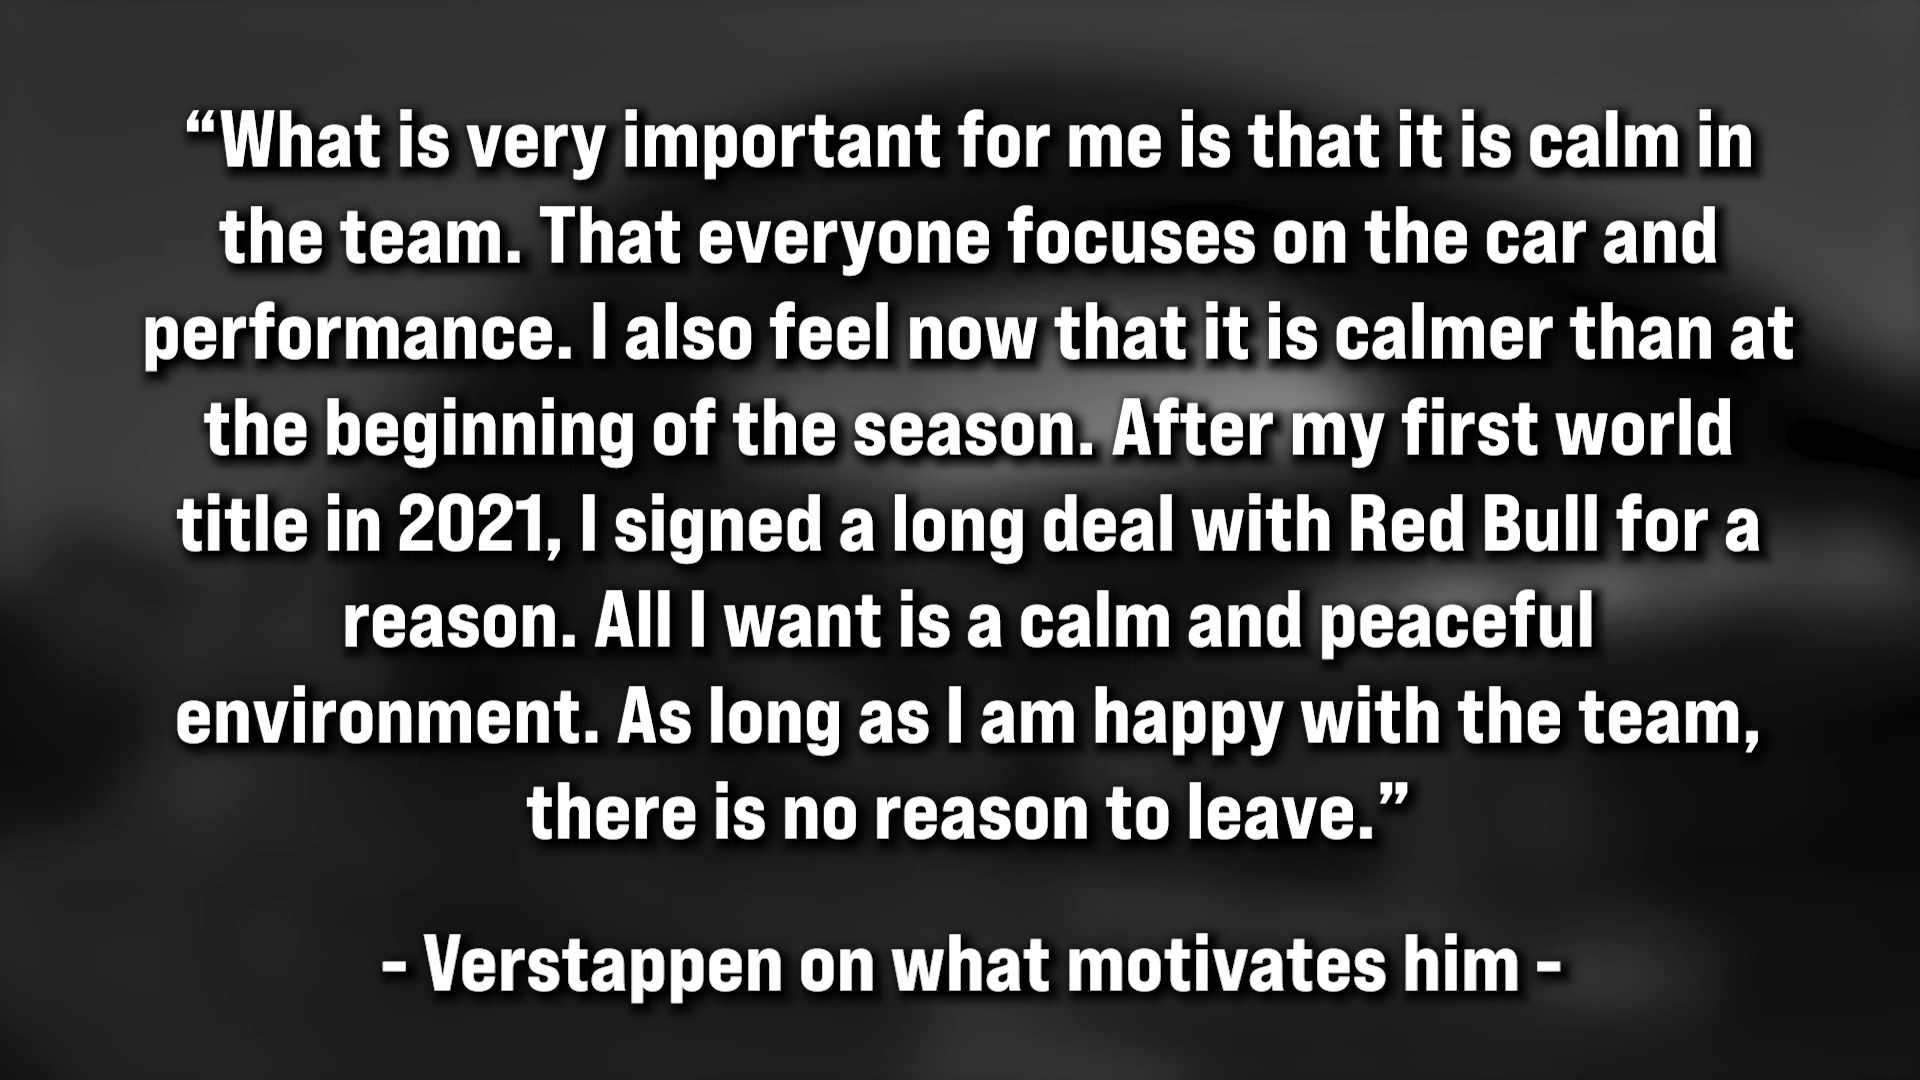 “What is very important for me is that it is calm in
the team. That everyone focuses on the car and
performance. I also feel now that it is calmer than at
the beginning of the season. After my first world
title in 2021, I signed a long deal with Red Bull for a
reason. All I want is a calm and peaceful
environment. As long as I am happy with the team,
there is no reason to leave.”
- Verstappen on what motivates him -